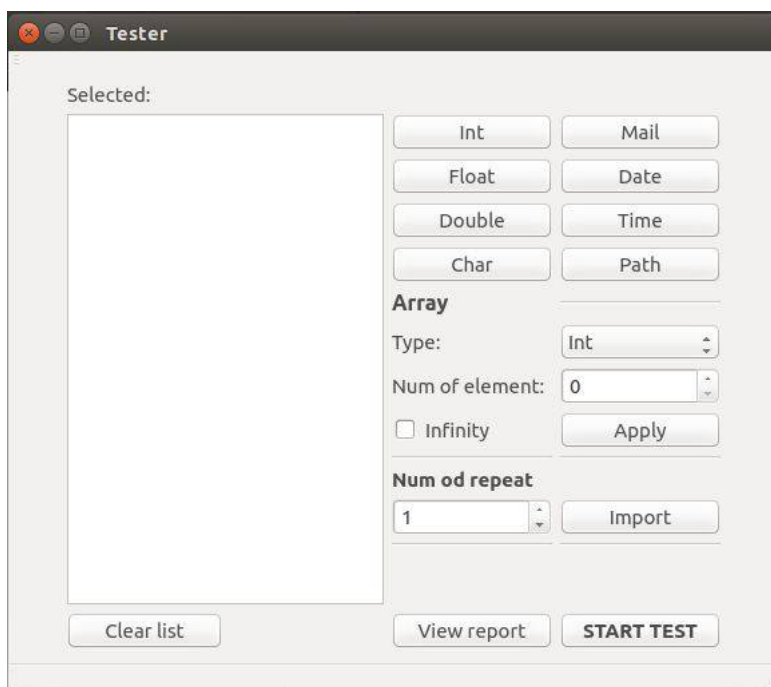 Tester
Selected:
Int
Mail
Float
Date
Double
Time
Char
Path
Array
Type:
Int
Num of element:
0
Infinity
Apply
Num od repeat
1
Import
Clear list
View report
START TEST